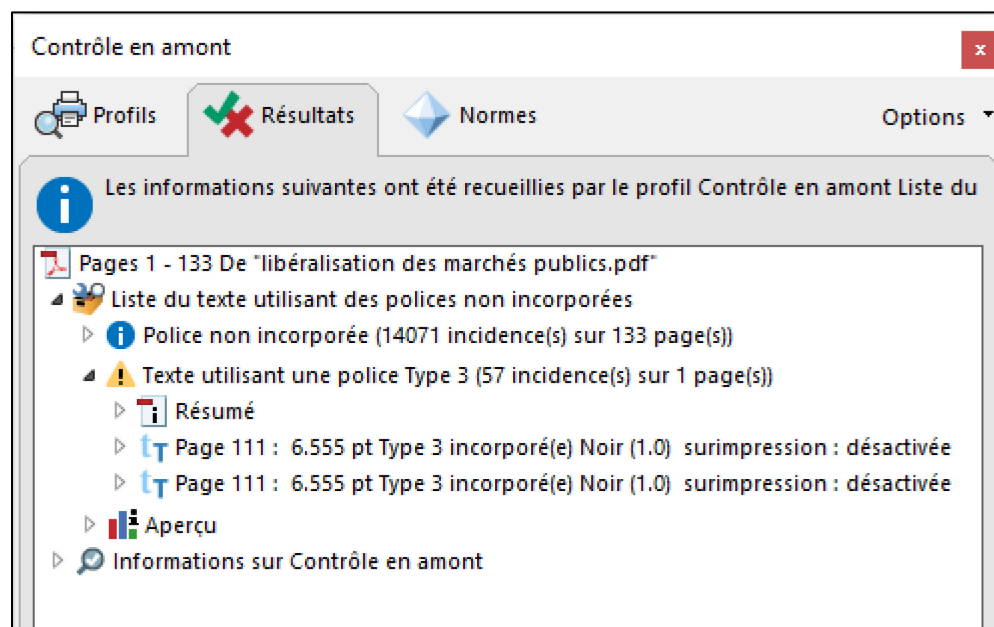 Contrôle en amont
x
Profils Résultats Normes Options
Les informations suivantes ont été recueillies par le profil Contrôle en amont Liste du
Pages 1 - 133 De "libéralisation des marchés publics.pdf"
Liste du texte utilisant des polices non incorporées
Police non incorporée (14071 incidence(s) sur 133 page(s))
Texte utilisant une police Type 3 (57 incidence(s) sur 1 page(s))
Résumé
Page 111 : 6.555 pt Type 3 incorporé(e) Noir (1.0) surimpression : désactivée
Page 111 : 6.555 pt Type 3 incorporé(e) Noir (1.0) surimpression : désactivée
Aperçu
Informations sur Contrôle en amont